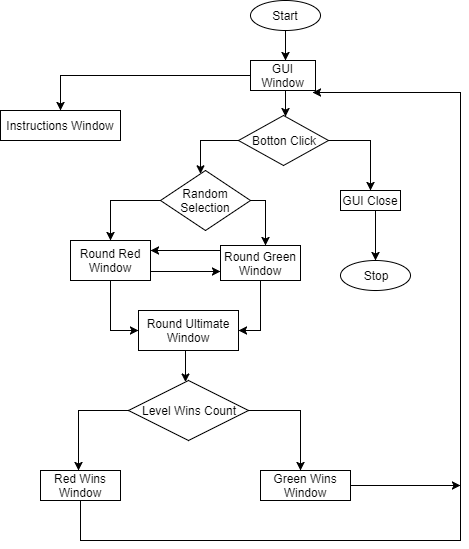 Start
GUI
Window
Instructions Window
Botton Click
Random
Selection
GUI Close
Round Red
Window
Round Green
Window
Stop
Round Ultimate
Window
Level Wins Count
Red Wins
Window
Green Wins
Window